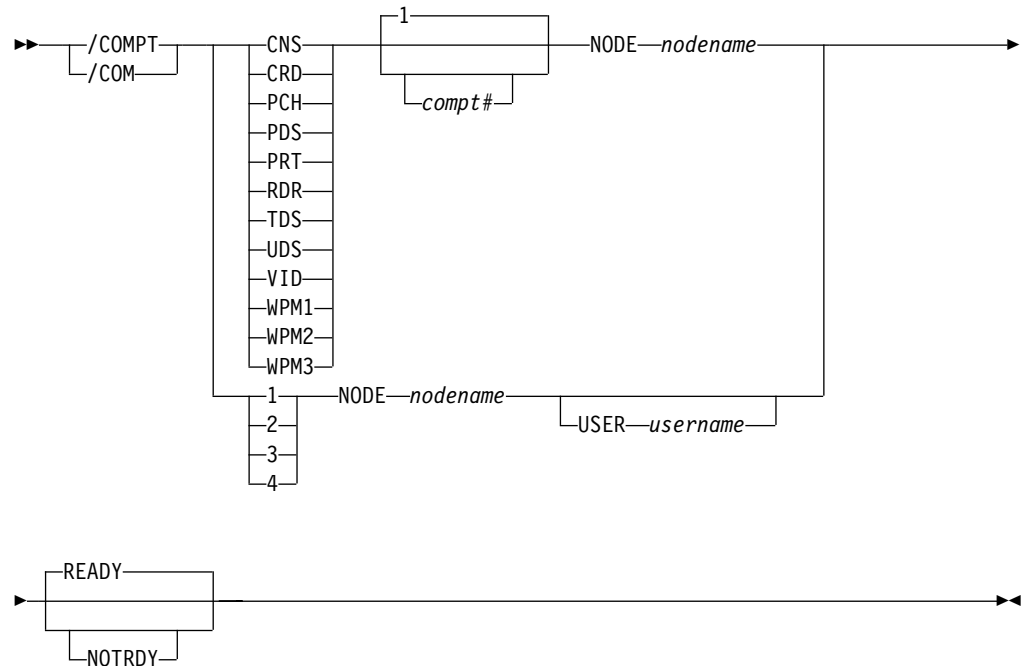 1
/COMPT CNS NODE nodename
/COM CRD
compt#
PCH
PDS
PRT
RDR
TDS
UDS
VID
WPM1
WPM2
WPM3
1 NODE nodename
2 USER username
3
4
READY
NOTRDY